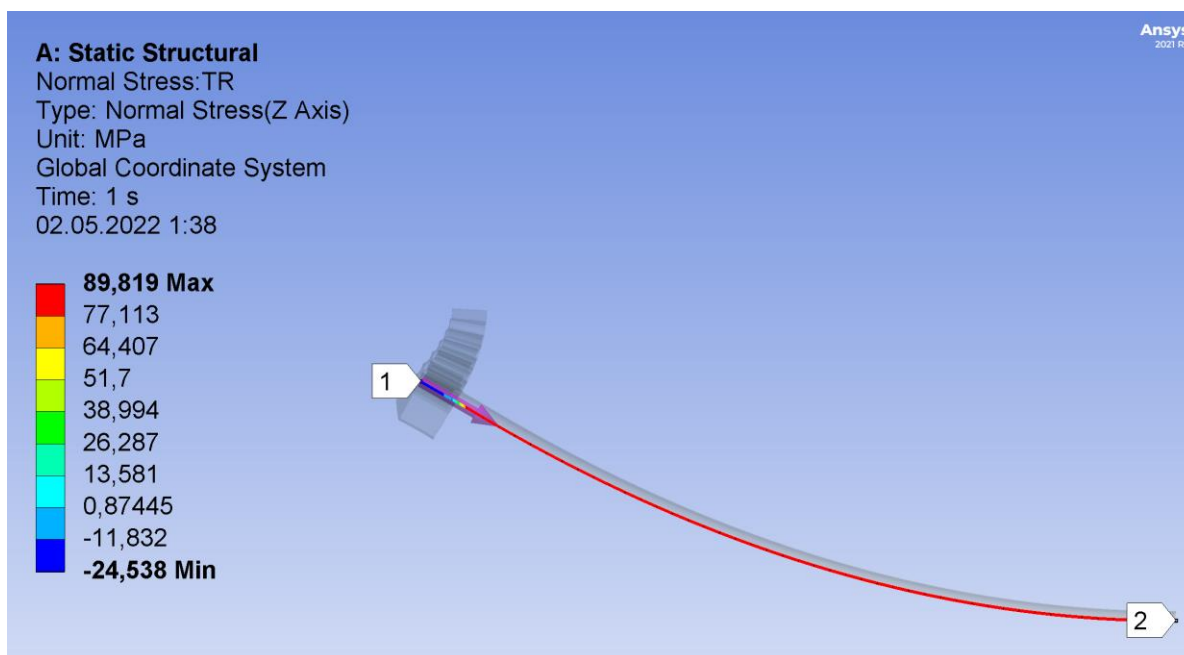 Ansys
2021 R
A: Static Structural
Normal Stress:TR
Type: Normal Stress(Z Axis)
Unit: MPa
Global Coordinate System
Time: 1 s
02.05.2022 1:38
89,819 Max
77,113
64,407
51,7
38,994
26,287
13,581
0,87445
-11,832
-24,538 Min
1
2